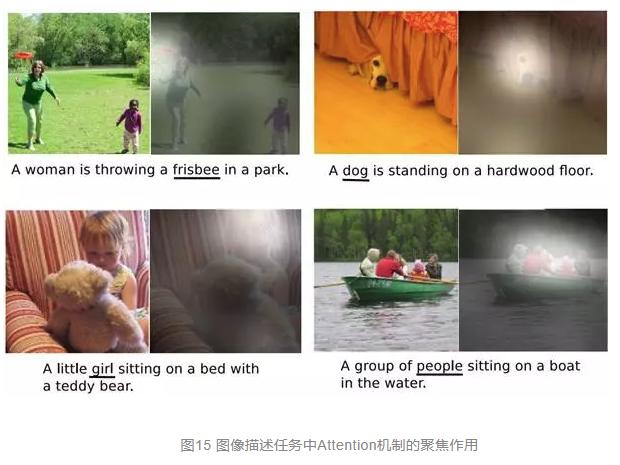 A woman is throwing a frisbee in a park.
A dog is standing on a hardwood floor.
A little girl sitting on a bed with
a teddy bear.
A group of people sitting on a boat
in the water.
图15 图像描述任务中Attention机制的聚焦作用